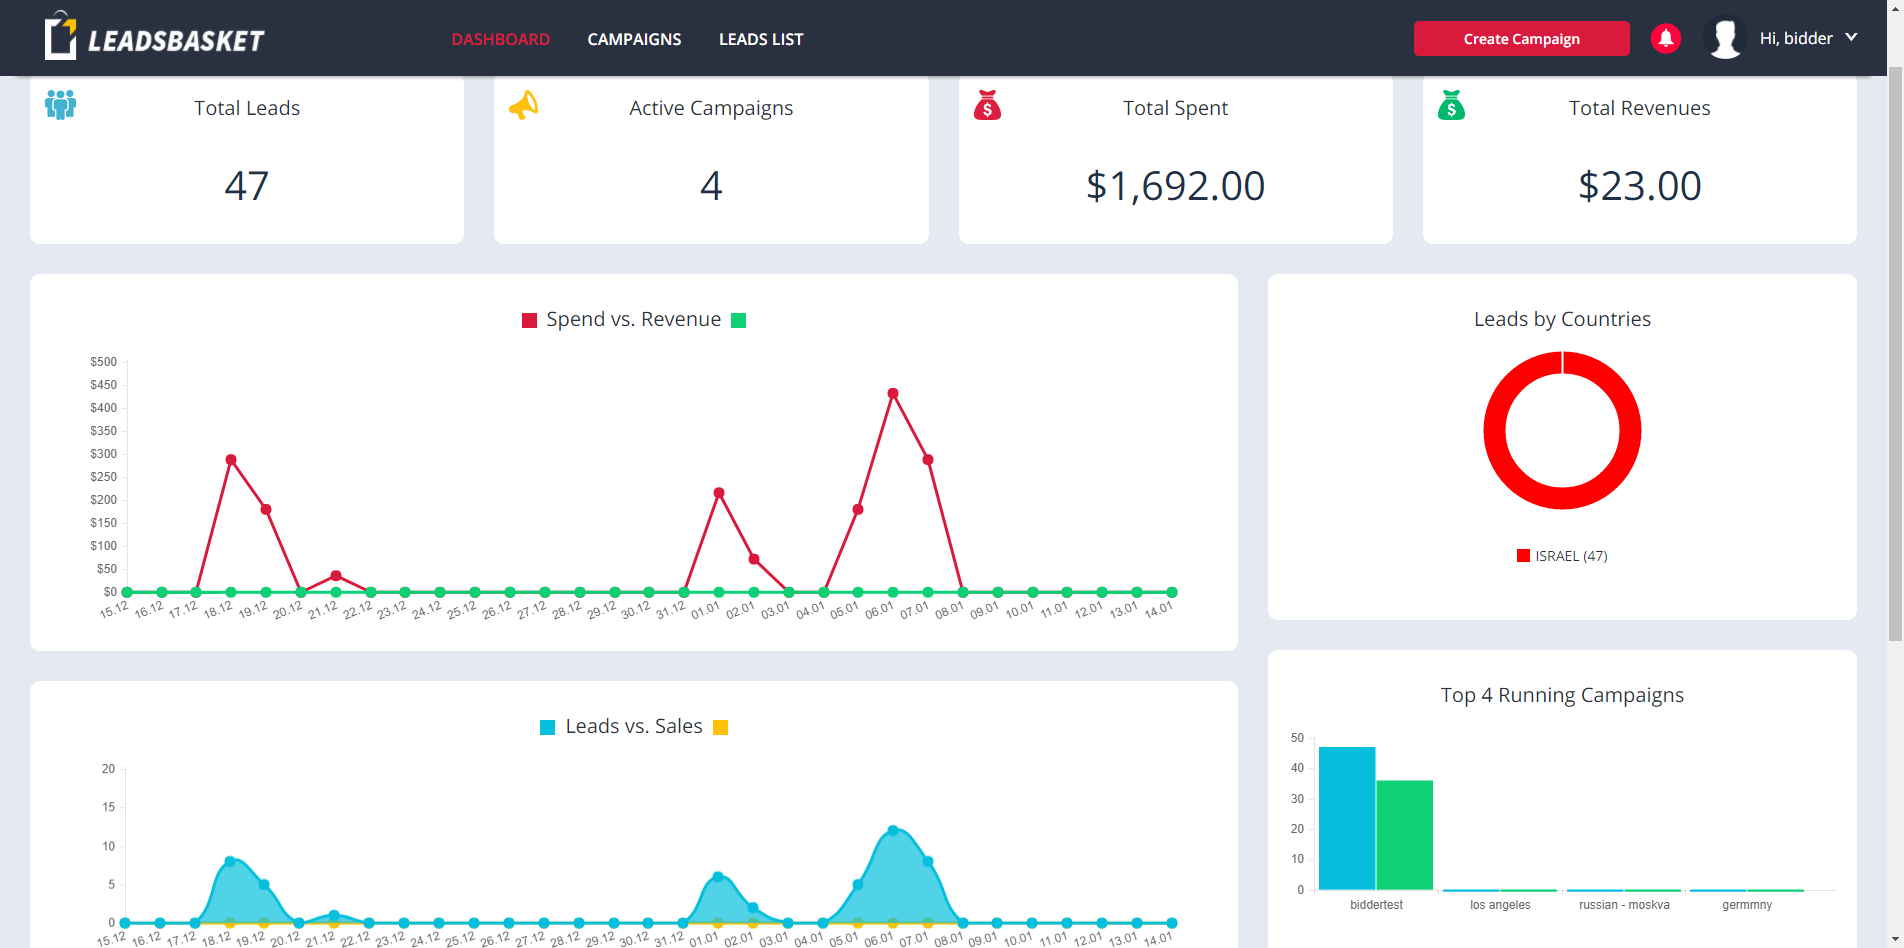 LEADSBASKET
DASHBOARD
CAMPAIGNS
LEADS LIST
Create Campaign
Hi, bidder
Total Leads
47
Active Campaigns
4
Total Spent
$1,692.00
Total Revenues
$23.00
Spend vs. Revenue
$500
$450
$400
$350
$300
$250
$200
$150
$100
$50
$0
15.12 16.12 17.12 18.12 19.12 20.12 21.12 22.12 23.12 24.12 25.12 26.12 27.12 28.12 29.12 30.12 31.12 01.01 02.01 03.01 04.01 05.01 06.01 07.01 08.01 09.01 10.01 11.01 12.01 13.01 14.01
Leads by Countries
ISRAEL (47)
Leads vs. Sales
20
15
10
5
0
15.12 16.12 17.12 18.12 19.12 20.12 21.12 22.12 23.12 24.12 25.12 26.12 27.12 28.12 29.12 30.12 31.12 01.01 02.01 03.01 04.01 05.01 06.01 07.01 08.01 09.01 10.01 11.01 12.01 13.01 14.01
Top 4 Running Campaigns
50
40
30
20
10
0
biddertest
los angeles
russian - moskva
germmny